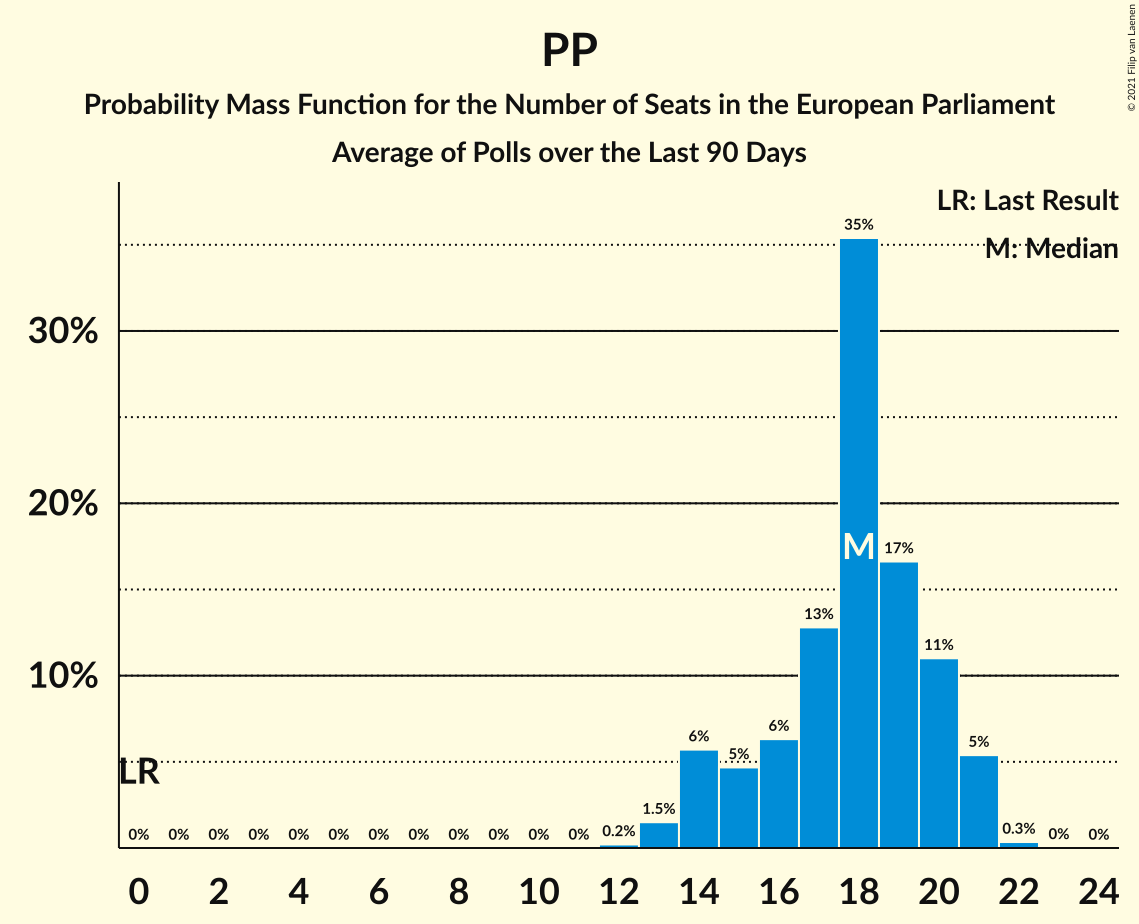 PP
Probability Mass Function for the Number of Seats in the European Parliament
Average of Polls over the Last 90 Days
© 2021 Filip van Laenen
LR: Last Result
M: Median
35%
30%
20%
M
17%
13%
11%
10%
6%
5%
6%
5%
LR
0% 0% 0% 0% 0% 0% 0% 0% 0% 0% 0% 0% 0.2% 1.5% 0.3% 0% 0%
0 2 4 6 8 10 12 14 16 18 20 22 24